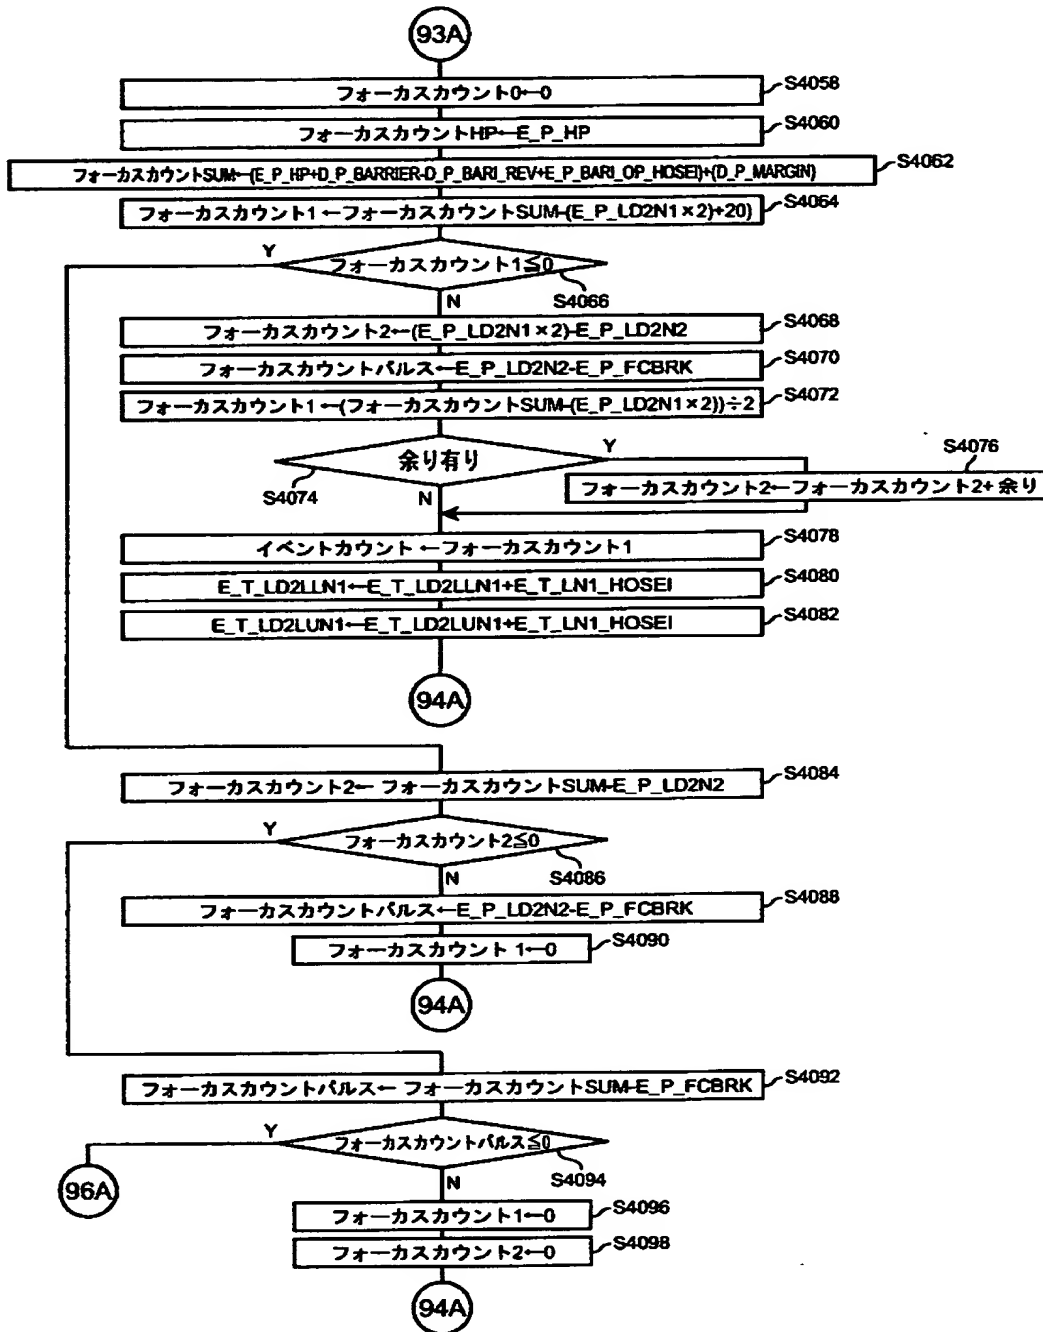 93A
フォーカスカウント0←0
S4058
フォーカスカウントHP←E_P_HP
S4060
フォーカスカウントSUM←(E_P_HP+D_P_BARRIER-D_P_BARI_REV+E_P_BARI_OP_HOSEI)+(D_P_MARGIN)
S4062
フォーカスカウント1←フォーカスカウントSUM-(E_P_LD2N1×2)+20)
S4064
Y
フォーカスカウント1≦0
S4066
N
フォーカスカウント2←(E_P_LD2N1×2)-E_P_LD2N2
S4068
フォーカスカウントパルス←E_P_LD2N2-E_P_FCBRK
S4070
フォーカスカウント1←(フォーカスカウントSUM-(E_P_LD2N1×2))÷2
S4072
余り有り
Y
S4074
N
S4076
フォーカスカウント2←フォーカスカウント2+余り
イベントカウント←フォーカスカウント1
S4078
E_T_LD2LLN1←E_T_LD2LLN1+E_T_LN1_HOSEI
S4080
E_T_LD2LUN1←E_T_LD2LUN1+E_T_LN1_HOSEI
S4082
94A
フォーカスカウント2← フォーカスカウントSUM-E_P_LD2N2
S4084
Y
フォーカスカウント2≦0
S4086
N
フォーカスカウントパルス←E_P_LD2N2-E_P_FCBRK
S4088
フォーカスカウント 1←0
S4090
94A
フォーカスカウントパルス← フォーカスカウントSUM-E_P_FCBRK
S4092
Y
フォーカスカウントパルス≦0
S4094
96A
N
フォーカスカウント1←0
S4096
フォーカスカウント2←0
S4098
94A